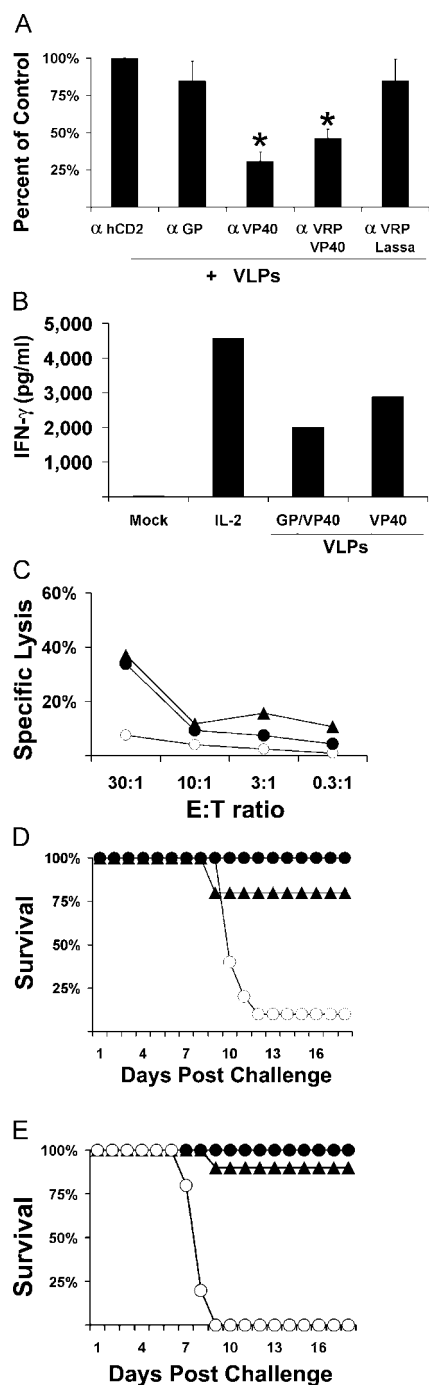 A
Percent of Control
100%
75%
50%
25%
*
*
α hCD2
α GP
α VP40
α VRP VP40
α VRP Lassa
+ VLPs
B
IFN-γ (pg/ml)
5,000
4,000
3,000
2,000
1,000
Mock
IL-2
GP/VP40
VP40
VLPs
C
Specific Lysis
60%
40%
20%
30:1
10:1
3:1
0.3:1
E:T ratio
D
Survival
100%
75%
50%
25%
1
4
7
10
13
16
Days Post Challenge
E
Survival
100%
75%
50%
25%
1
4
7
10
13
16
Days Post Challenge